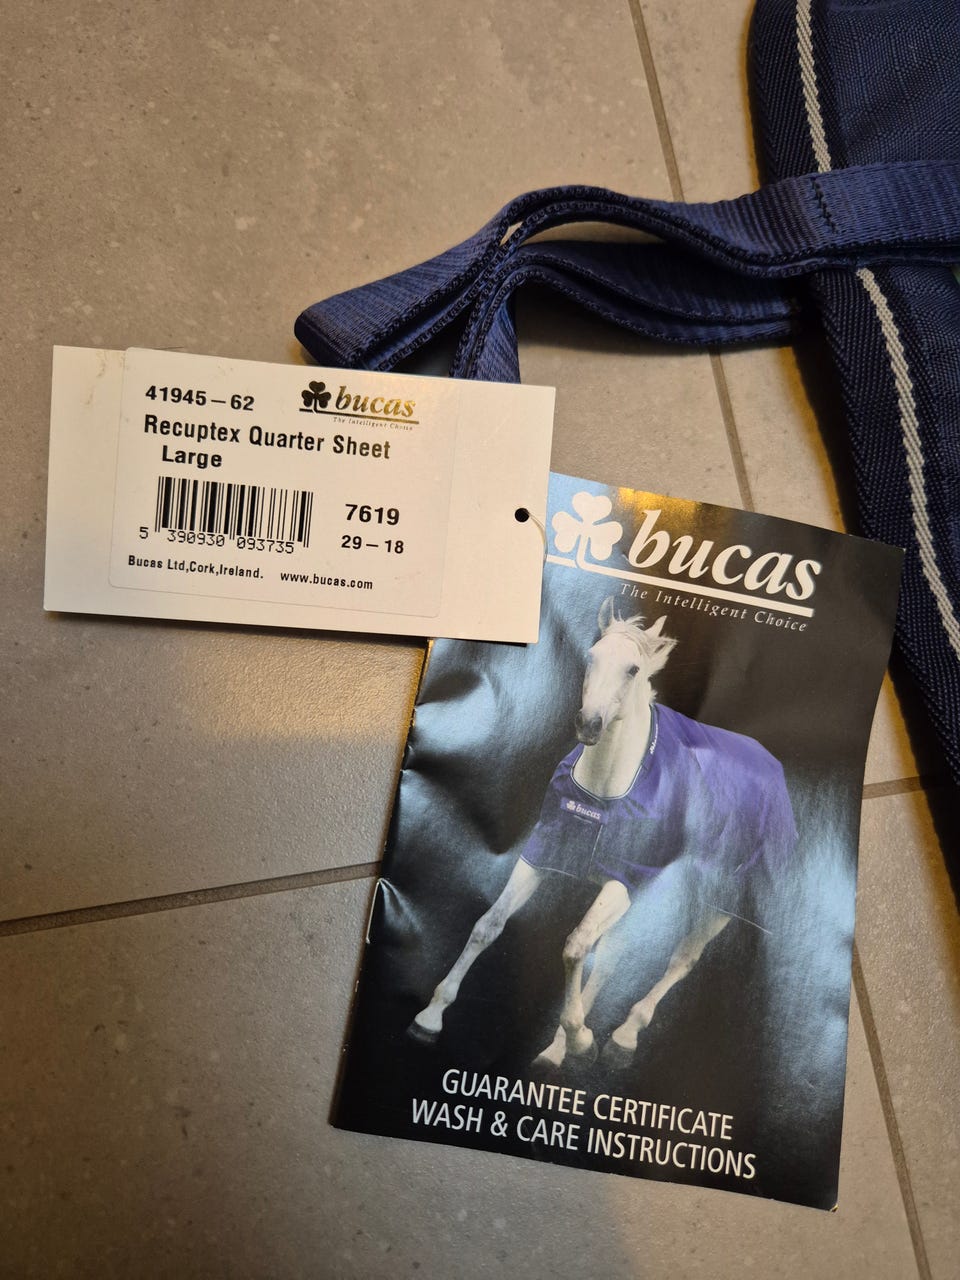 41945-62
bucas
The Intelligent Choice
Recuptex Quarter Sheet
Large
5 390930 093735
7619
29-18
Bucas Ltd,Cork,Ireland. www.bucas.com
bucas
The Intelligent Choice
bucas
GUARANTEE CERTIFICATE
WASH & CARE INSTRUCTIONS